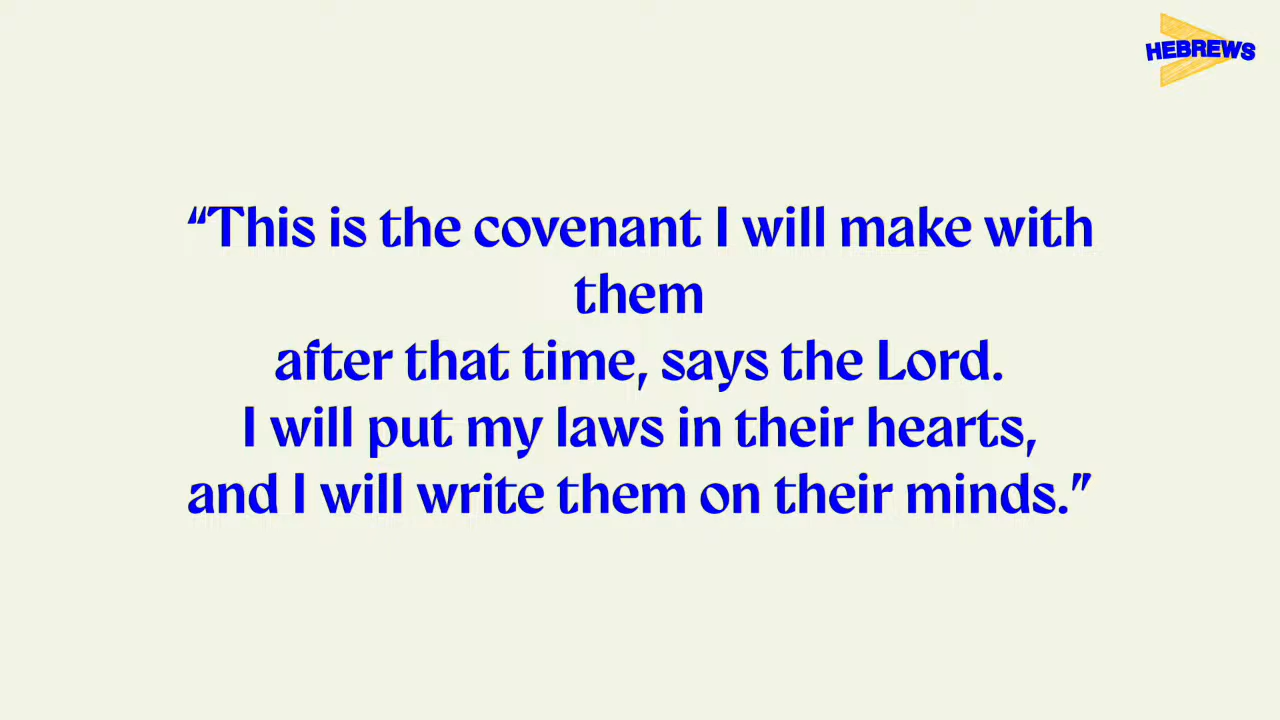 HEBREWS
“This is the covenant I will make with
them
after that time, says the Lord.
I will put my laws in their hearts,
and I will write them on their minds.”